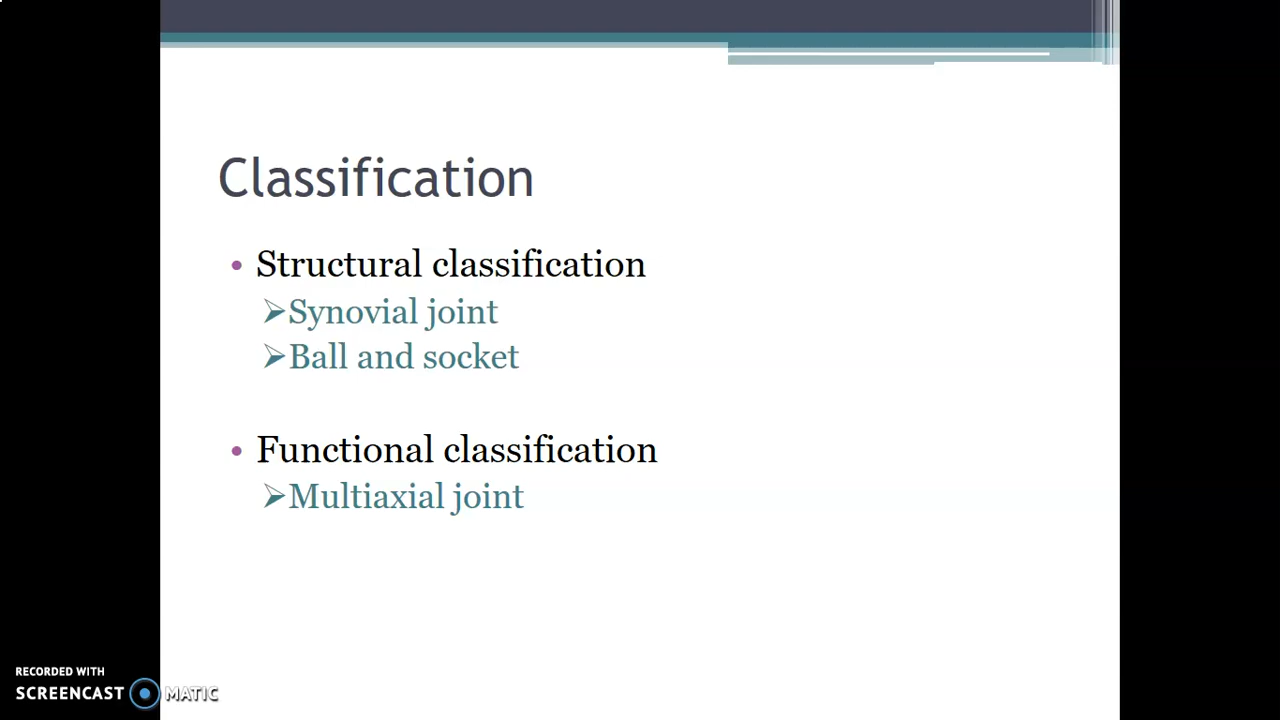 Classification
• Structural classification
➢Synovial joint
➢Ball and socket
• Functional classification
➢Multiaxial joint
RECORDED WITH
SCREENCAST MATIC